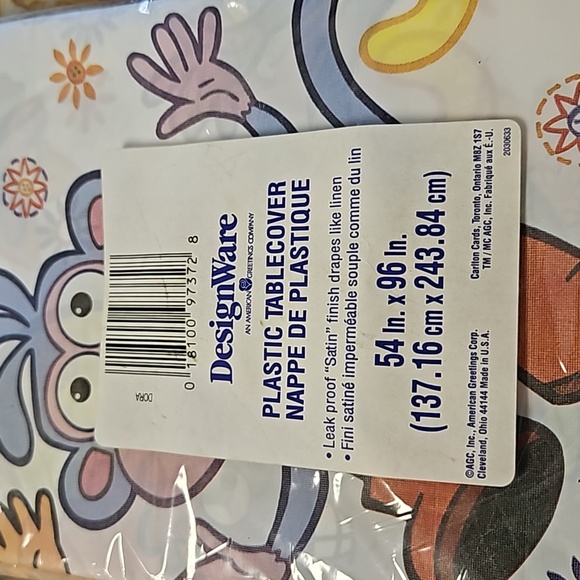 DORA
0 18100 97372 8
DesignWare
AN AMERICAN GREETINGS COMPANY
PLASTIC TABLECOVER
NAPPE DE PLASTIQUE
• Leak proof "Satin" finish drapes like linen
• Fini satiné imperméable souple comme du lin
54 In. x 96 In.
(137.16 cm x 243.84 cm)
©AGC, Inc., American Greetings Corp.
Cleveland, Ohio 44144 Made in U.S.A.
Carlton Cards, Toronto, Ontario M8Z 1S7
TM / MC AGC, Inc. Fabriqué aux É.-U.
2030633